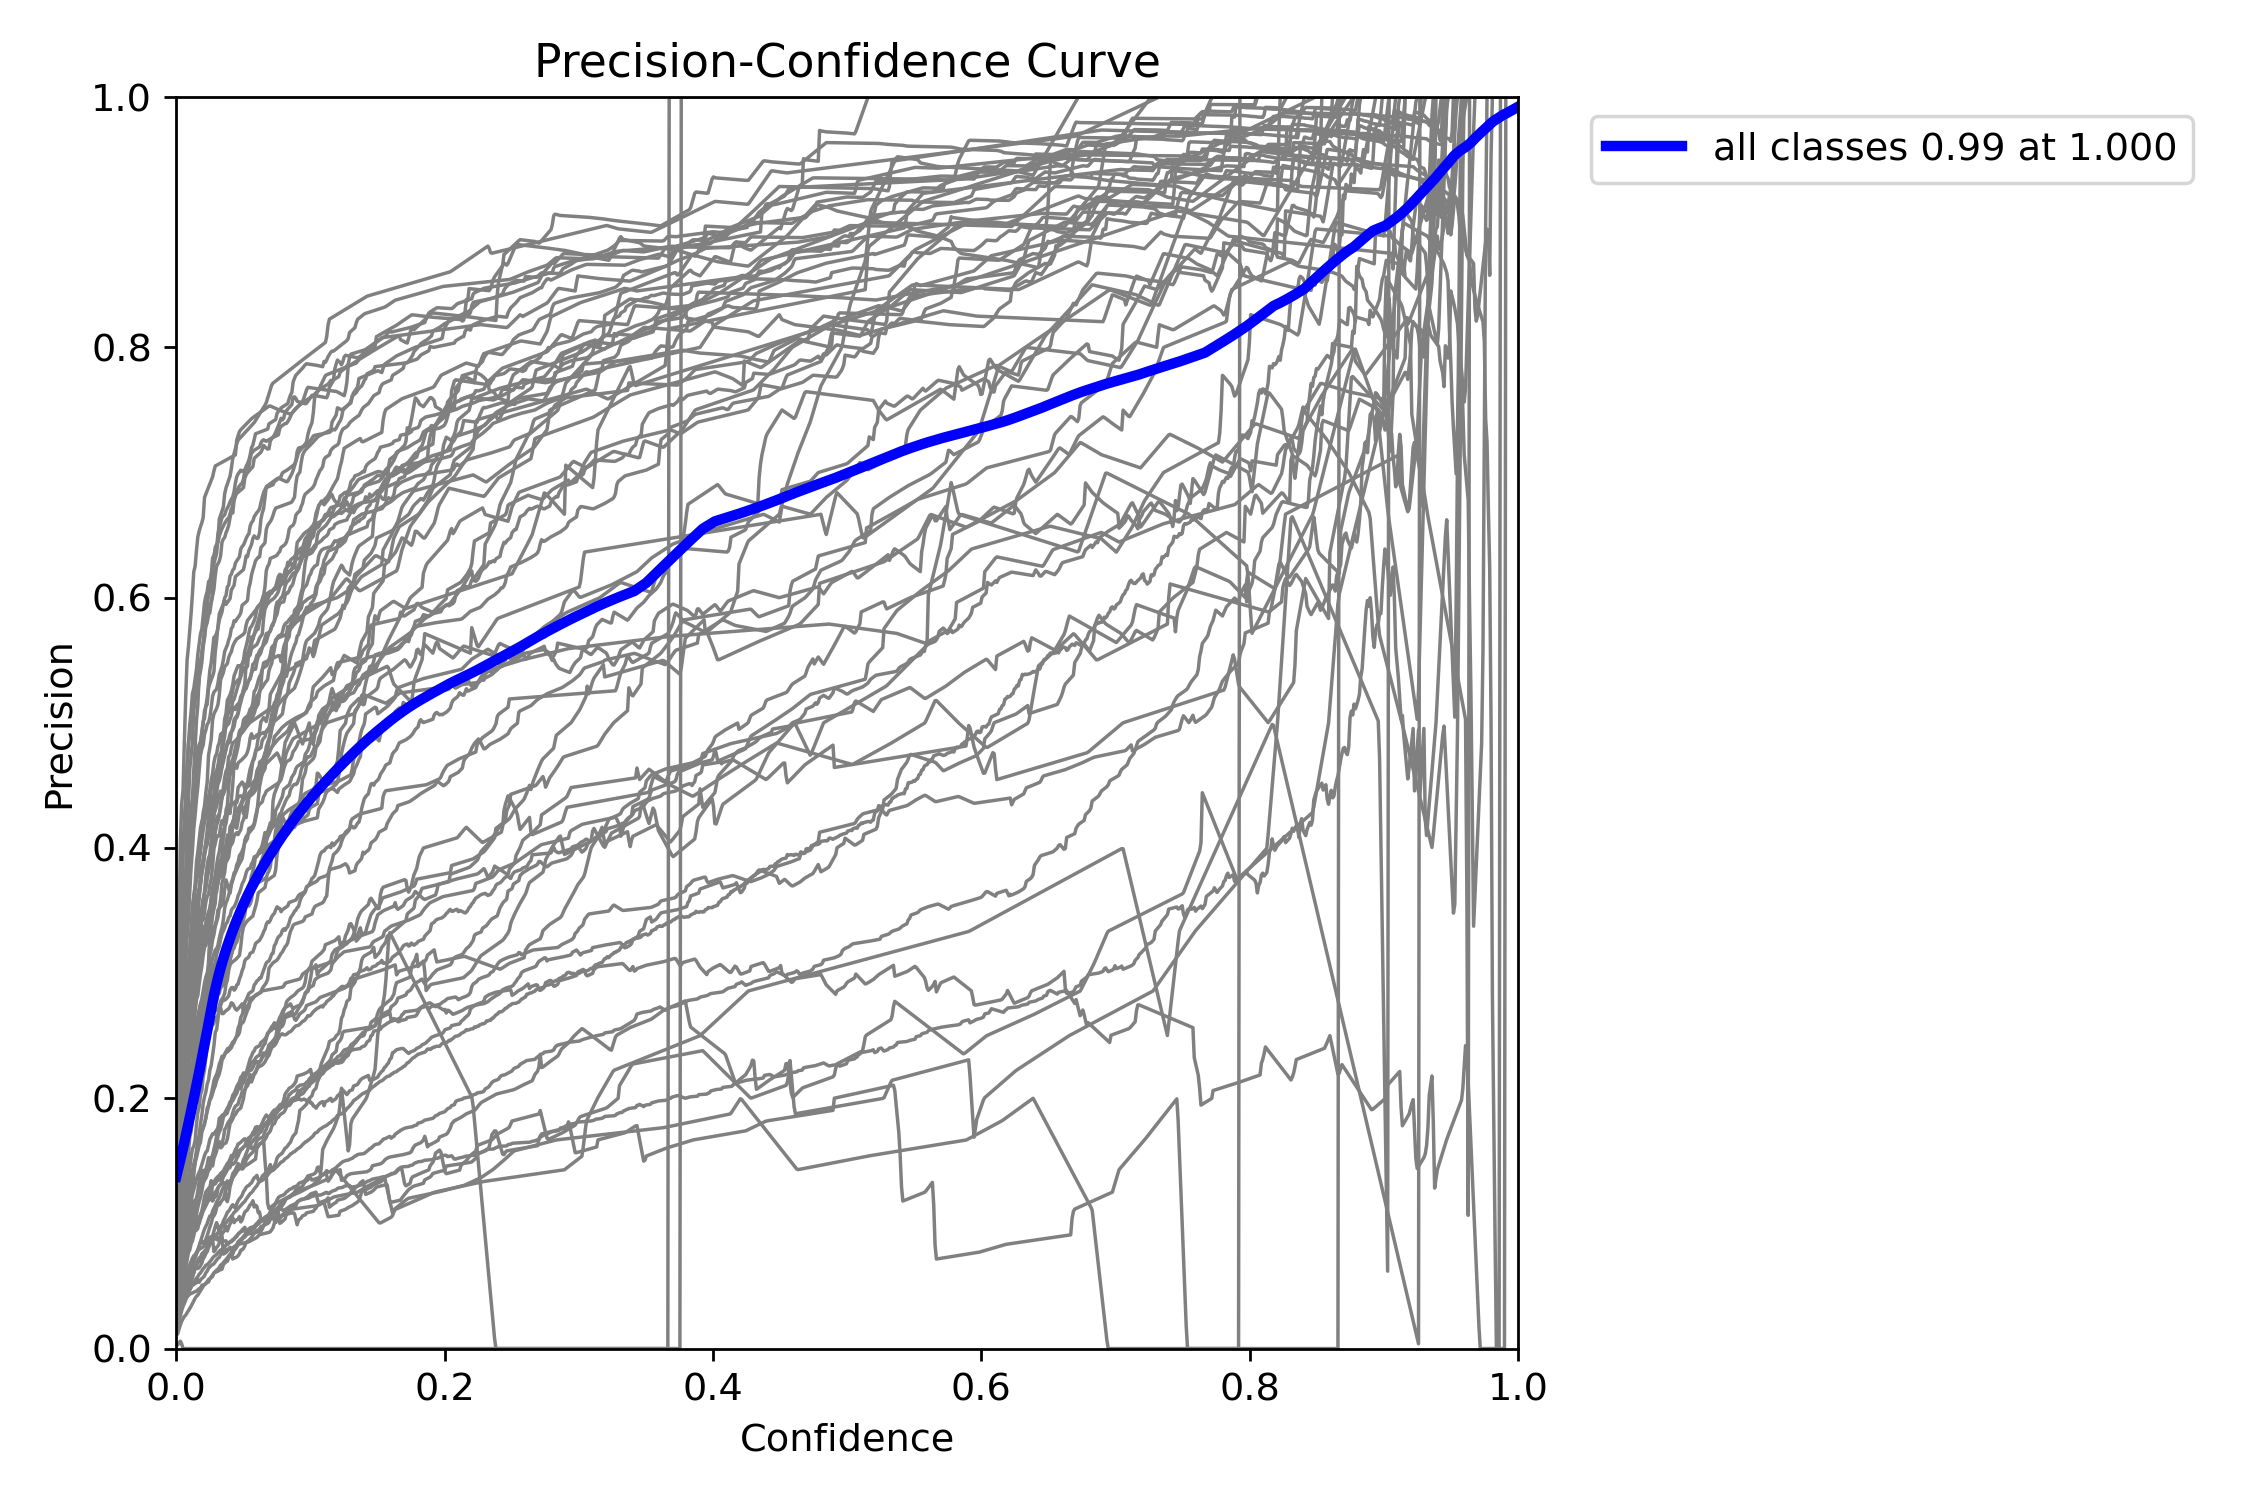 Precision-Confidence Curve
all classes 0.99 at 1.000
Precision
1.0
0.8
0.6
0.4
0.2
0.0
0.0 0.2 0.4 0.6 0.8 1.0
Confidence